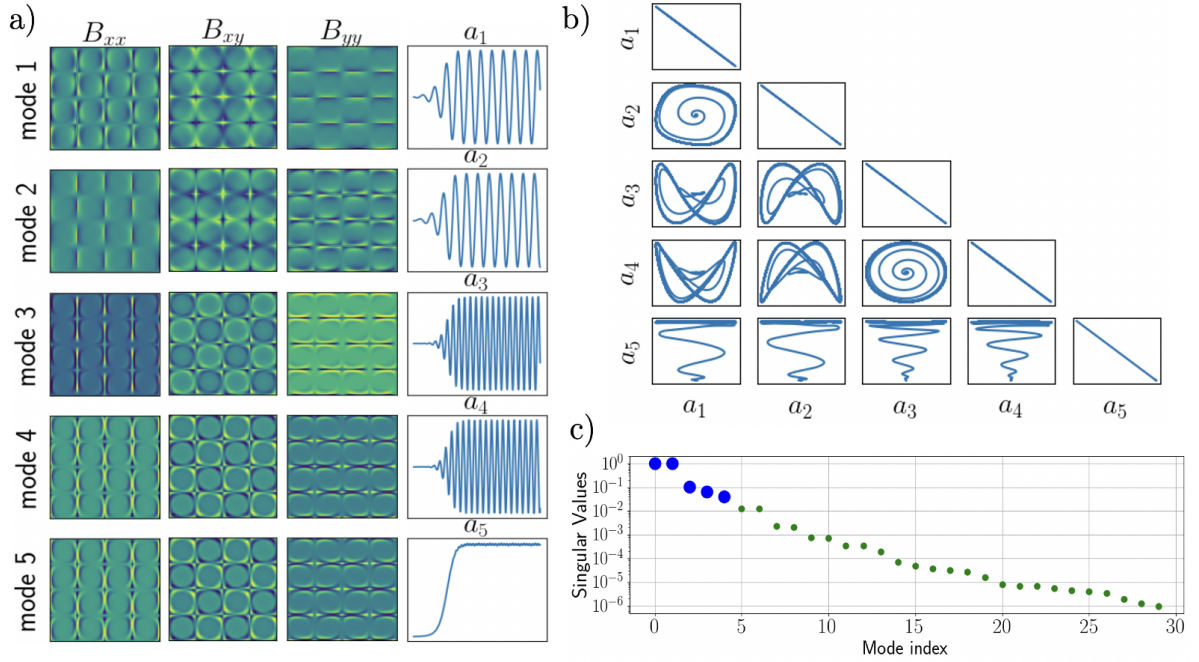 a)
B_xx B_xy B_yy a_1
mode 1
a_2
mode 2
a_3
mode 3
a_4
mode 4
a_5
mode 5
b)
a_1
a_2
a_3
a_4
a_5
a_1 a_2 a_3 a_4 a_5
c)
Singular Values
10^0
10^-1
10^-2
10^-3
10^-4
10^-5
10^-6
0 5 10 15 20 25 30
Mode index